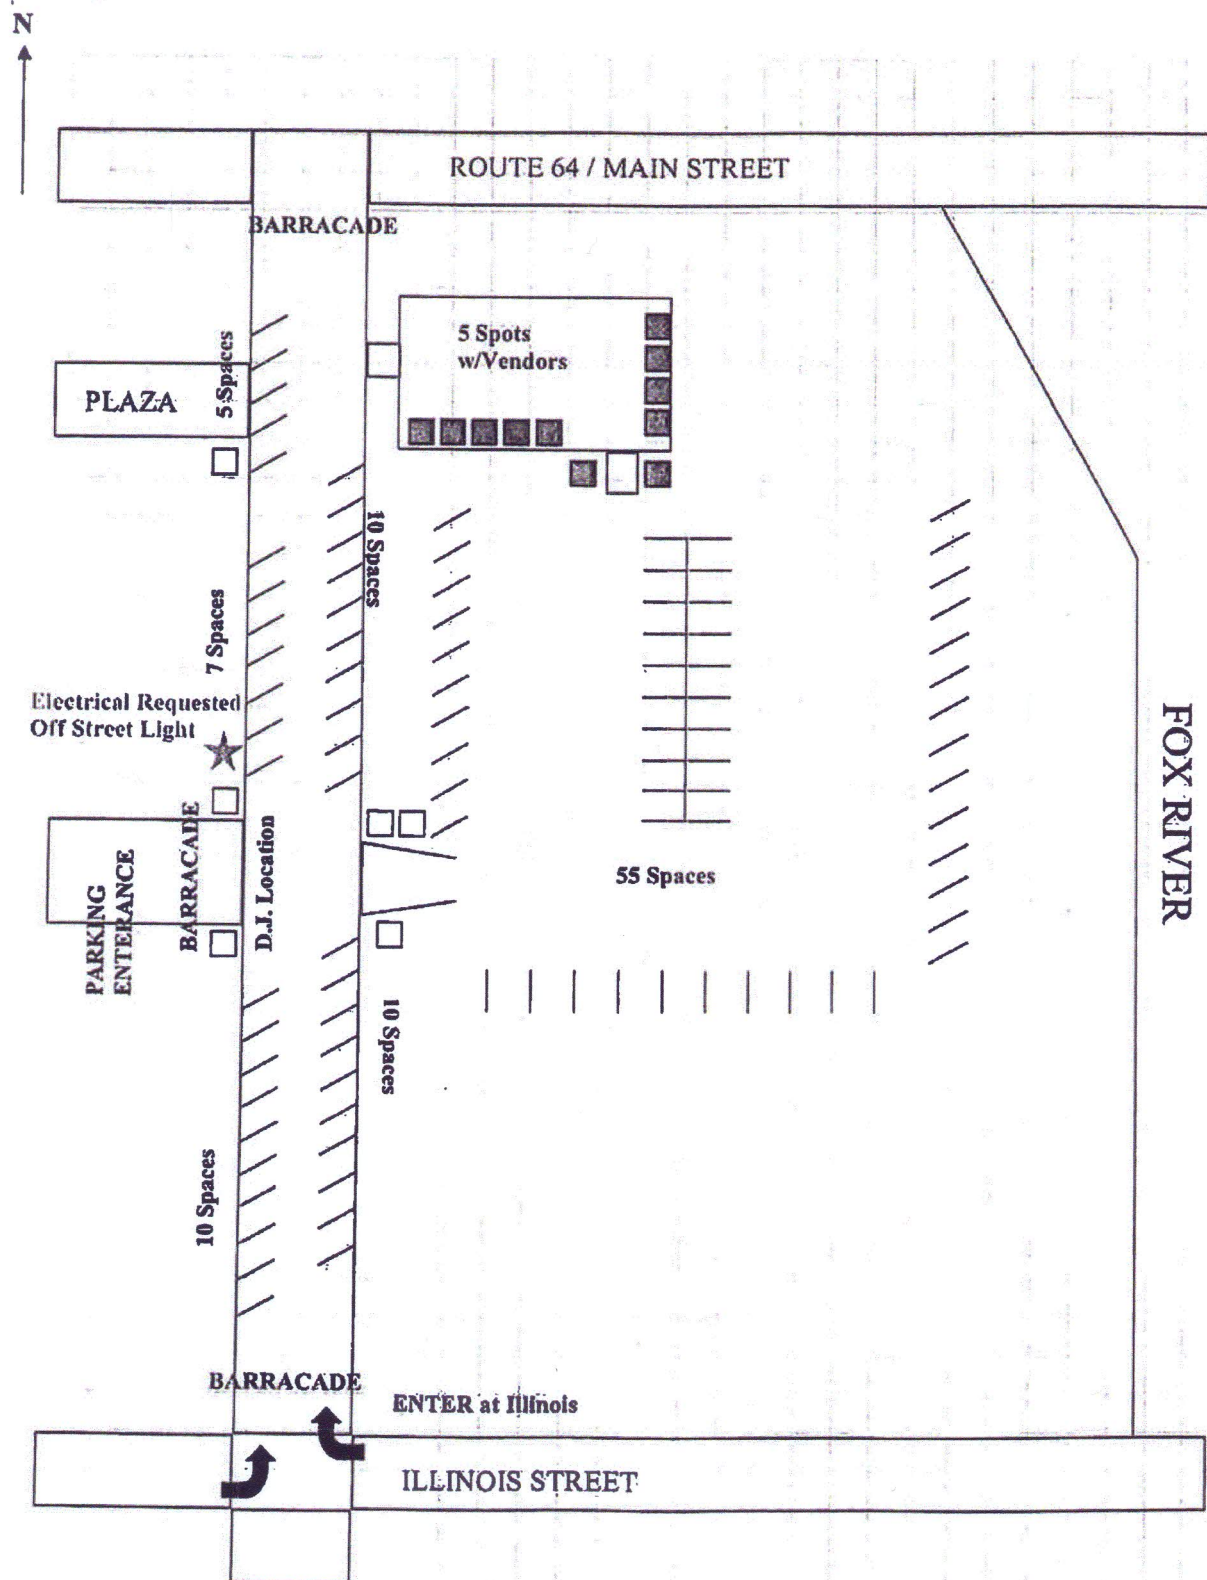 N
ROUTE 64 / MAIN STREET
BARRACADE
5 Spots
w/Vendors
5 Spaces
PLAZA
10 Spaces
7 Spaces
Electrical Requested
Off Street Light
FOX RIVER
BARRACADE
D.J. Location
PARKING
ENTERANCE
55 Spaces
10 Spaces
10 Spaces
BARRACADE
ENTER at Illinois
ILLINOIS STREET